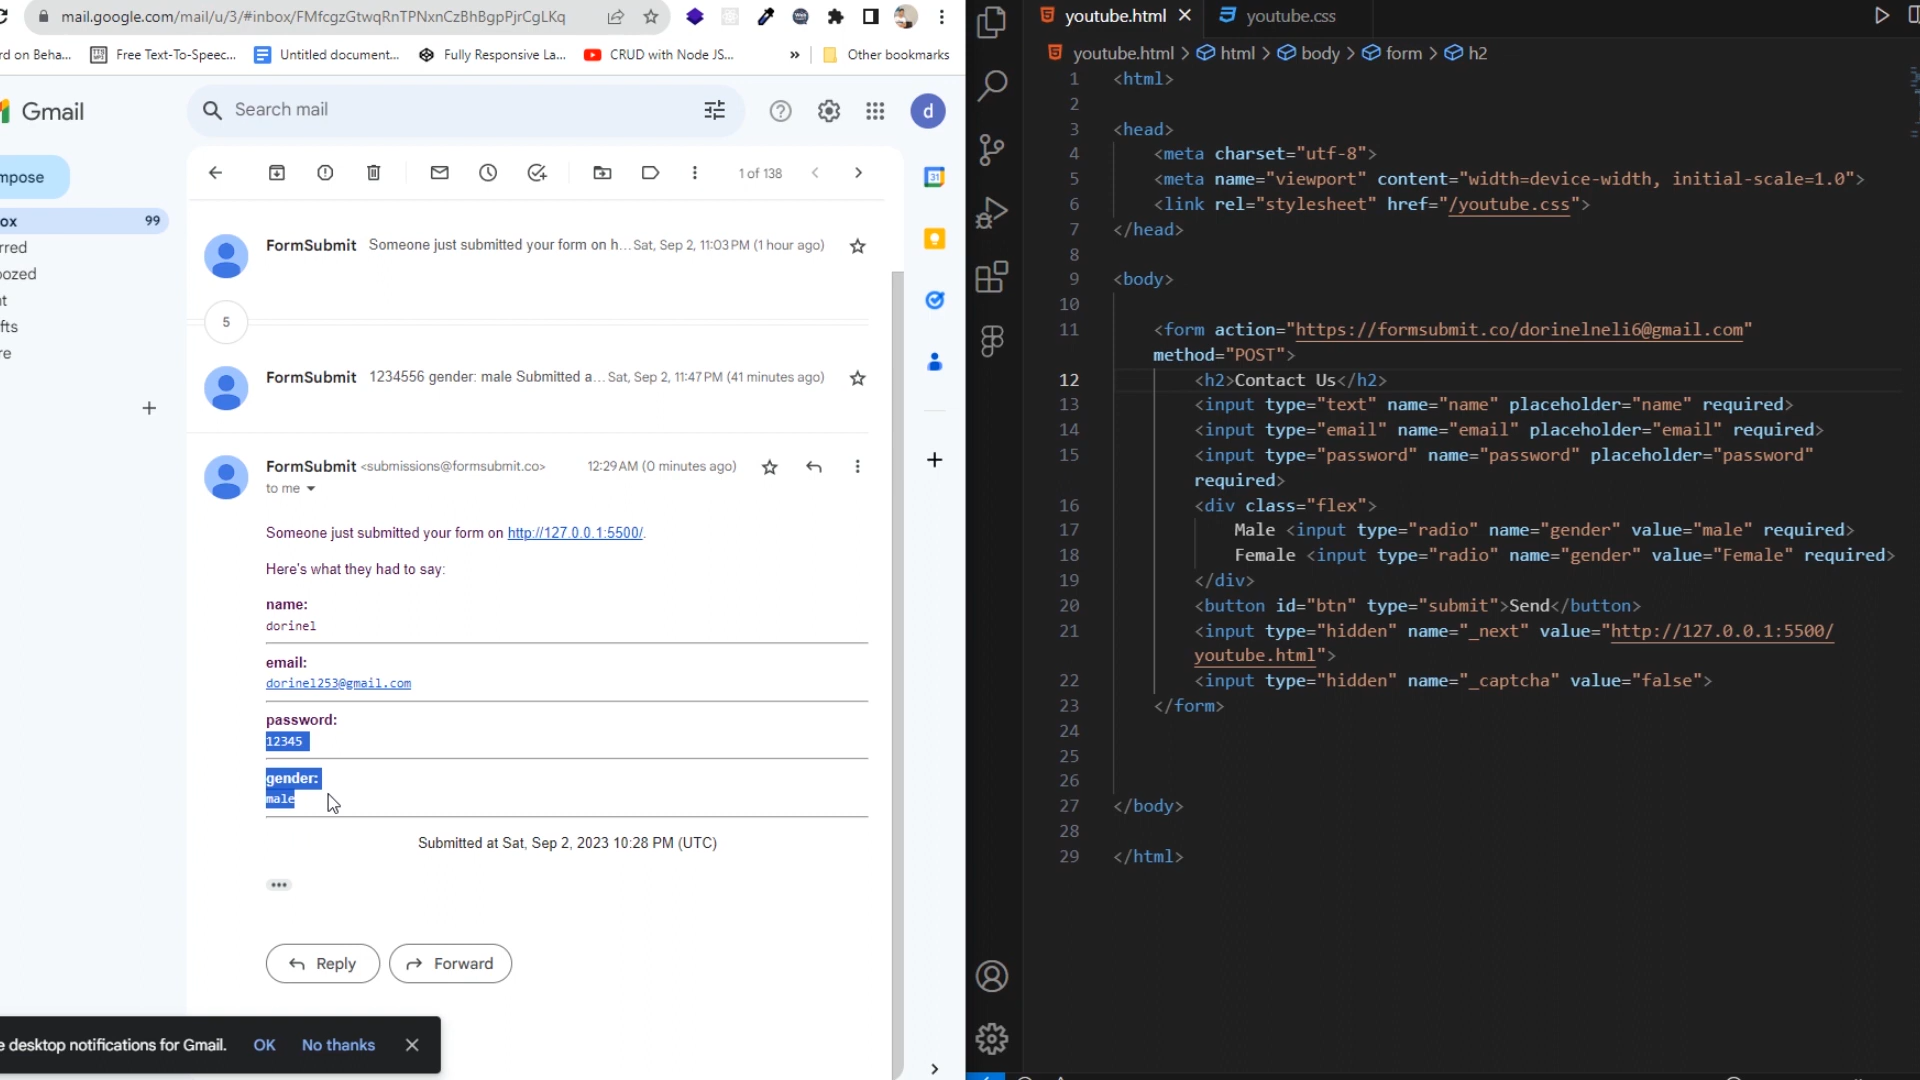 mail.google.com/mail/u/3/#inbox/FMfcgzGtwqRnTPNxnCzBhBgpPjrCgLKq
rd on Beha...
Free Text-To-Speec...
Untitled document...
Fully Responsive La...
CRUD with Node JS...
»
Other bookmarks
Gmail
Search mail
d
mpose
ox 99
rred
oozed
nt
fts
re
1 of 138
31
FormSubmit Someone just submitted your form on h... Sat, Sep 2, 11:03 PM (1 hour ago)
5
FormSubmit 1234556 gender: male Submitted a... Sat, Sep 2, 11:47 PM (41 minutes ago)
FormSubmit <submissions@formsubmit.co> 12:29 AM (0 minutes ago)
to me
Someone just submitted your form on http://127.0.0.1:5500/.
Here's what they had to say:
name:
dorinel
email:
dorinel253@gmail.com
password:
12345
gender:
male
Submitted at Sat, Sep 2, 2023 10:28 PM (UTC)
Reply
Forward
e desktop notifications for Gmail. OK No thanks
youtube.html
youtube.css
youtube.html > html > body > form > h2
1 <html>
2
3 <head>
4 <meta charset="utf-8">
5 <meta name="viewport" content="width=device-width, initial-scale=1.0">
6 <link rel="stylesheet" href="/youtube.css">
7 </head>
8
9 <body>
10
11 <form action="https://formsubmit.co/dorinelneli6@gmail.com"
method="POST">
12 <h2>Contact Us</h2>
13 <input type="text" name="name" placeholder="name" required>
14 <input type="email" name="email" placeholder="email" required>
15 <input type="password" name="password" placeholder="password"
required>
16 <div class="flex">
17 Male <input type="radio" name="gender" value="male" required>
18 Female <input type="radio" name="gender" value="Female" required>
19 </div>
20 <button id="btn" type="submit">Send</button>
21 <input type="hidden" name="_next" value="http://127.0.0.1:5500/
youtube.html">
22 <input type="hidden" name="_captcha" value="false">
23 </form>
24
25
26
27 </body>
28
29 </html>